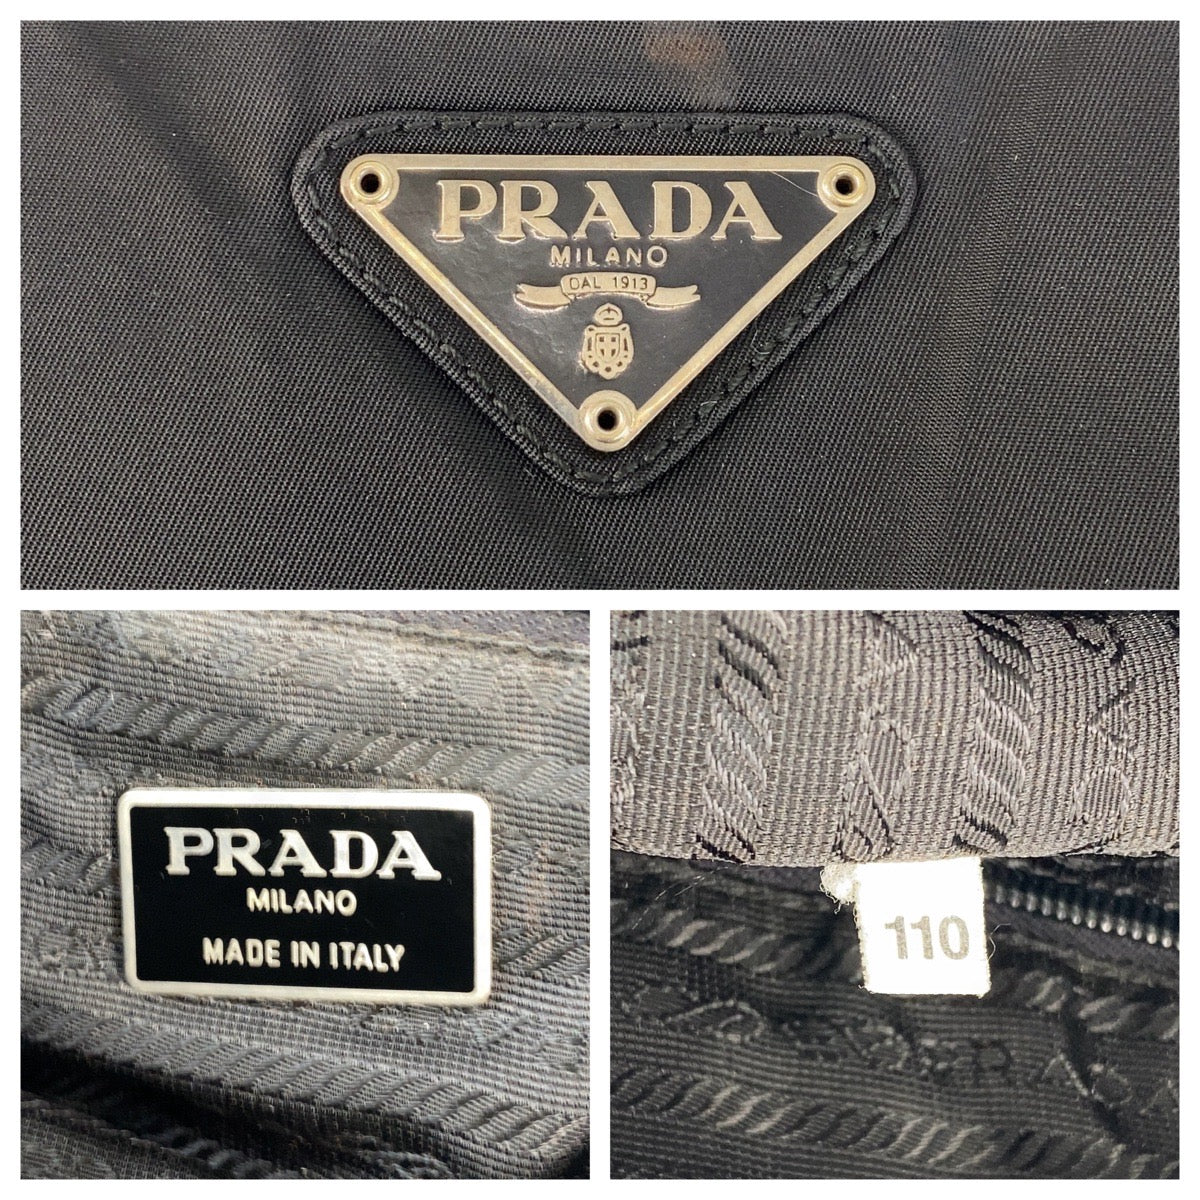 PRADA
MILANO
DAL 1913
PRADA
MILANO
MADE IN ITALY
110